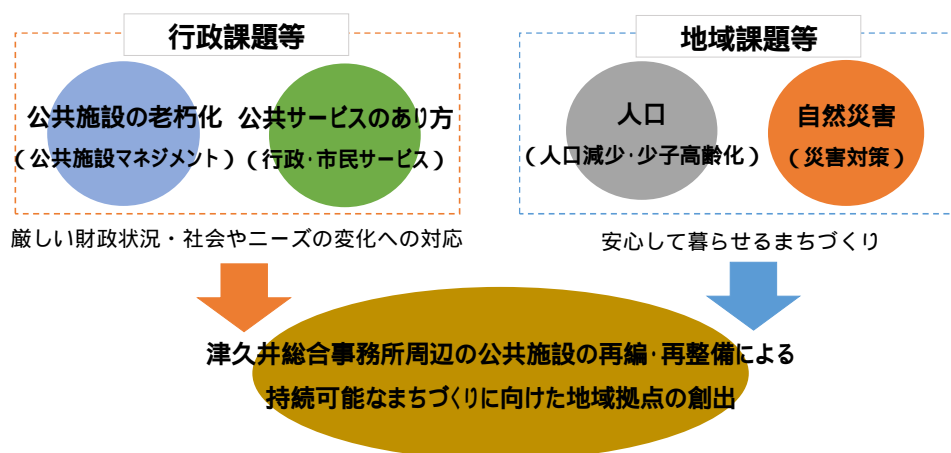 行政課題等
公共施設の老朽化
(公共施設マネジメント)
公共サービスのあり方
(行政・市民サービス)
厳しい財政状況・社会やニーズの変化への対応
地域課題等
人口
(人口減少・少子高齢化)
自然災害
(災害対策)
安心して暮らせるまちづくり
津久井総合事務所周辺の公共施設の再編・再整備による
持続可能なまちづくりに向けた地域拠点の創出